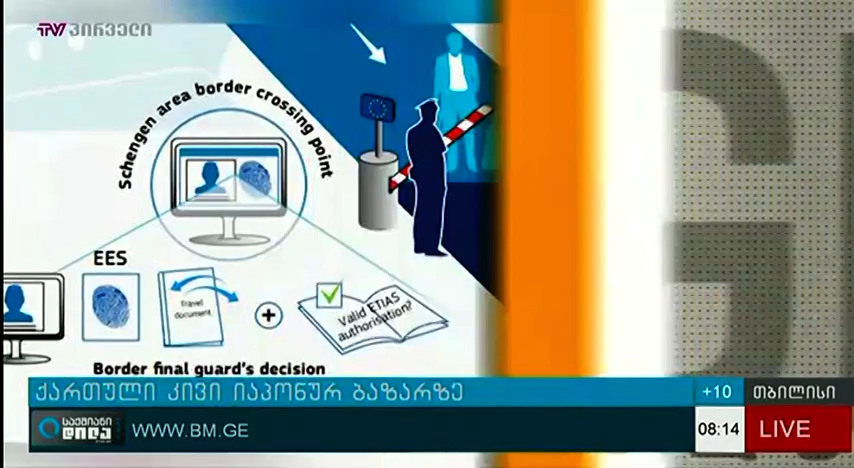 TV ᲞᲘᲠᲕᲔᲚᲘ
Schengen area border crossing point
EES
Travel document
+
Valid ETIAS
authorisation?
Border final guard's decision
ᲥᲐᲠᲗᲣᲚᲘ ᲙᲘᲕᲘ ᲘᲐᲞᲝᲜᲣᲠ ᲑᲐᲖᲐᲠᲖᲔ
+10
ᲗᲑᲘᲚᲘᲡᲘ
ᲡᲐᲥᲛᲘᲐᲜᲘ
ᲓᲘᲚᲐ
WWW.BM.GE
08:14
LIVE